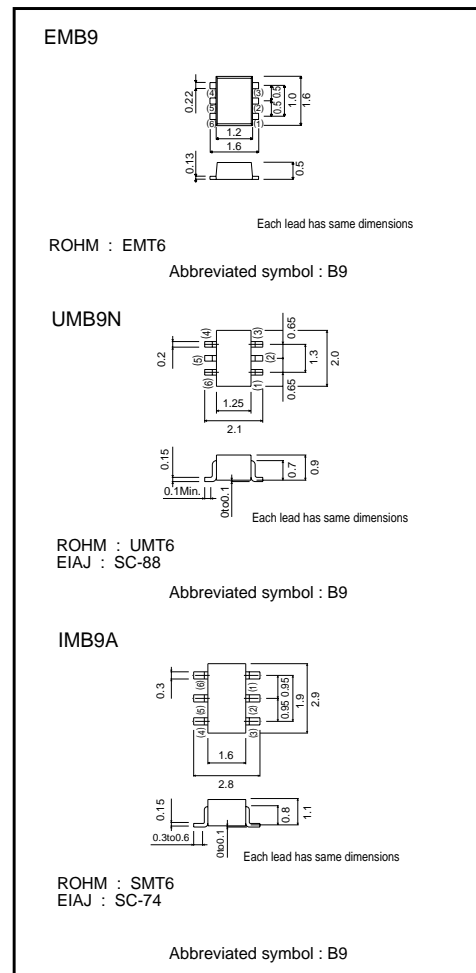 EMB9
0.22
(4)
(3)
(5)
(2)
(6)
(1)
0.5 0.5
1.0
1.6
1.2
1.6
0.13
0.5
Each lead has same dimensions
ROHM : EMT6
Abbreviated symbol : B9
UMB9N
0.2
(4)
(3)
(5)
(2)
(6)
(1)
0.65
1.3
0.65
2.0
1.25
2.1
0.15
0.1Min.
0to0.1
0.7
0.9
Each lead has same dimensions
ROHM : UMT6
EIAJ : SC-88
Abbreviated symbol : B9
IMB9A
0.3
(6)
(1)
(5)
(2)
(4)
(3)
0.95 0.95
1.9
2.9
1.6
2.8
0.15
0.3to0.6
0to0.1
0.8
1.1
Each lead has same dimensions
ROHM : SMT6
EIAJ : SC-74
Abbreviated symbol : B9